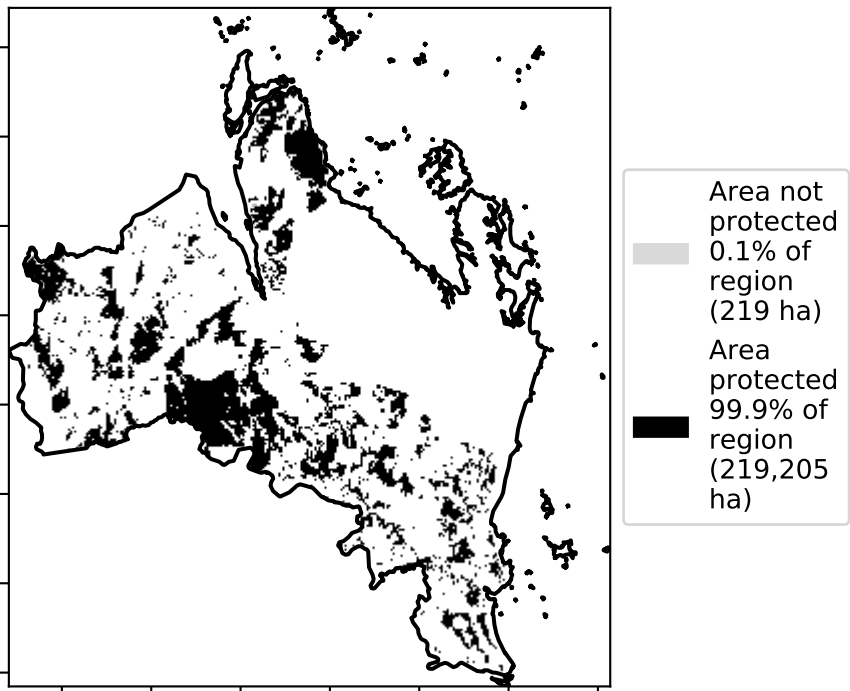 Area not
protected
0.1% of
region
(219 ha)
Area
protected
99.9% of
region
(219,205
ha)